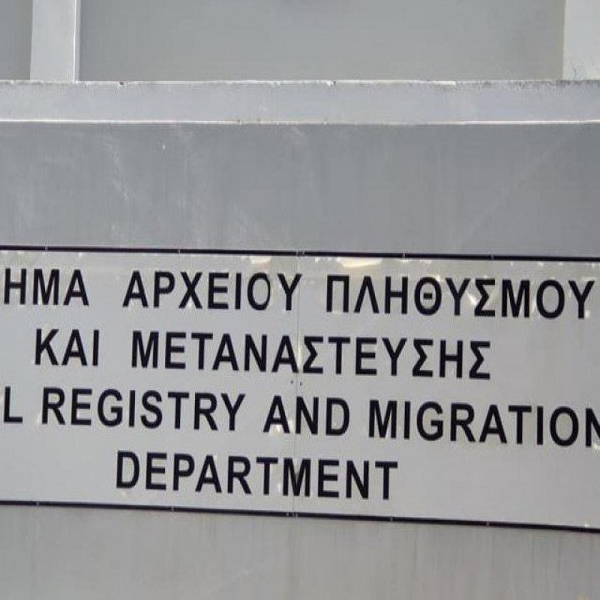 ΗΜΑ ΑΡΧΕΙΟΥ ΠΛΗΘΥΣΜΟΥ
ΚΑΙ ΜΕΤΑΝΑΣΤΕΥΣΗΣ
L REGISTRY AND MIGRATION
DEPARTMENT